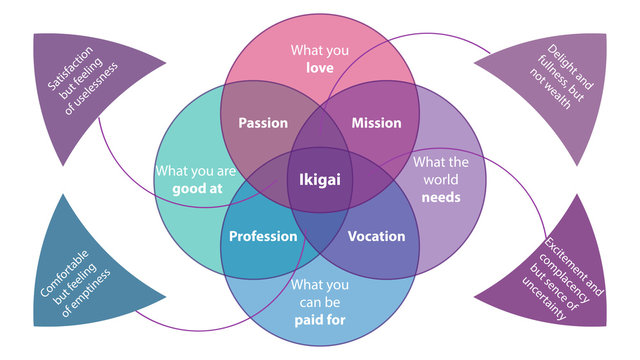 Satisfaction
but feeling
of uselessness
What you
love
Delight and
fullness, but
not wealth
Passion
Mission
What you are
good at
Ikigai
What the
world
needs
Profession
Vocation
Comfortable
but feeling
of emptiness
What you
can be
paid for
Excitement and
complacency
but sense of
uncertainty